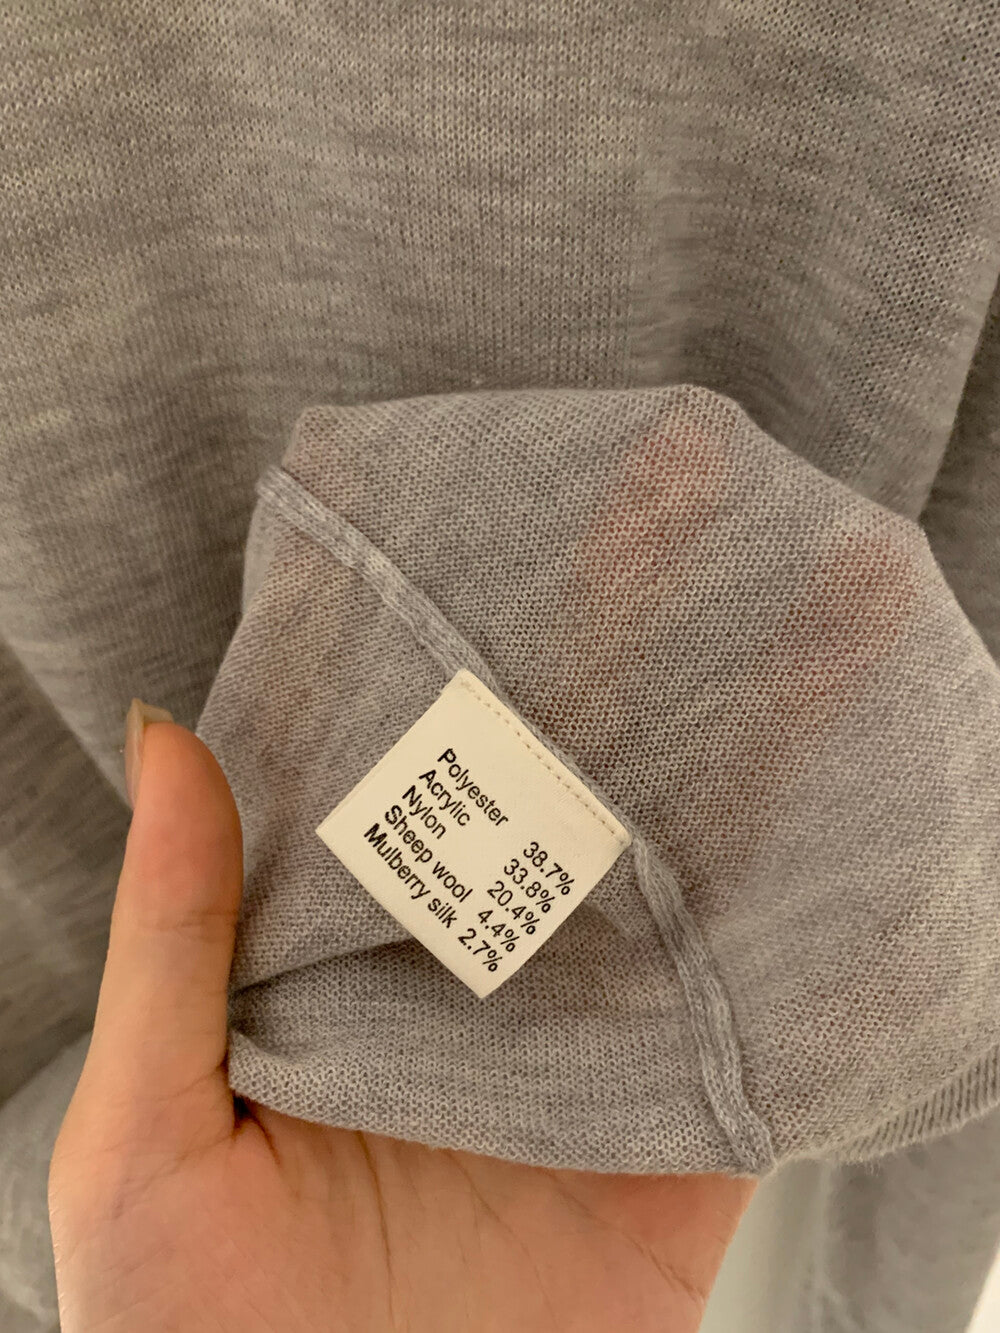 Polyester 38.7%
Acrylic 33.8%
Nylon 20.4%
Sheep wool 4.4%
Mulberry silk 2.7%